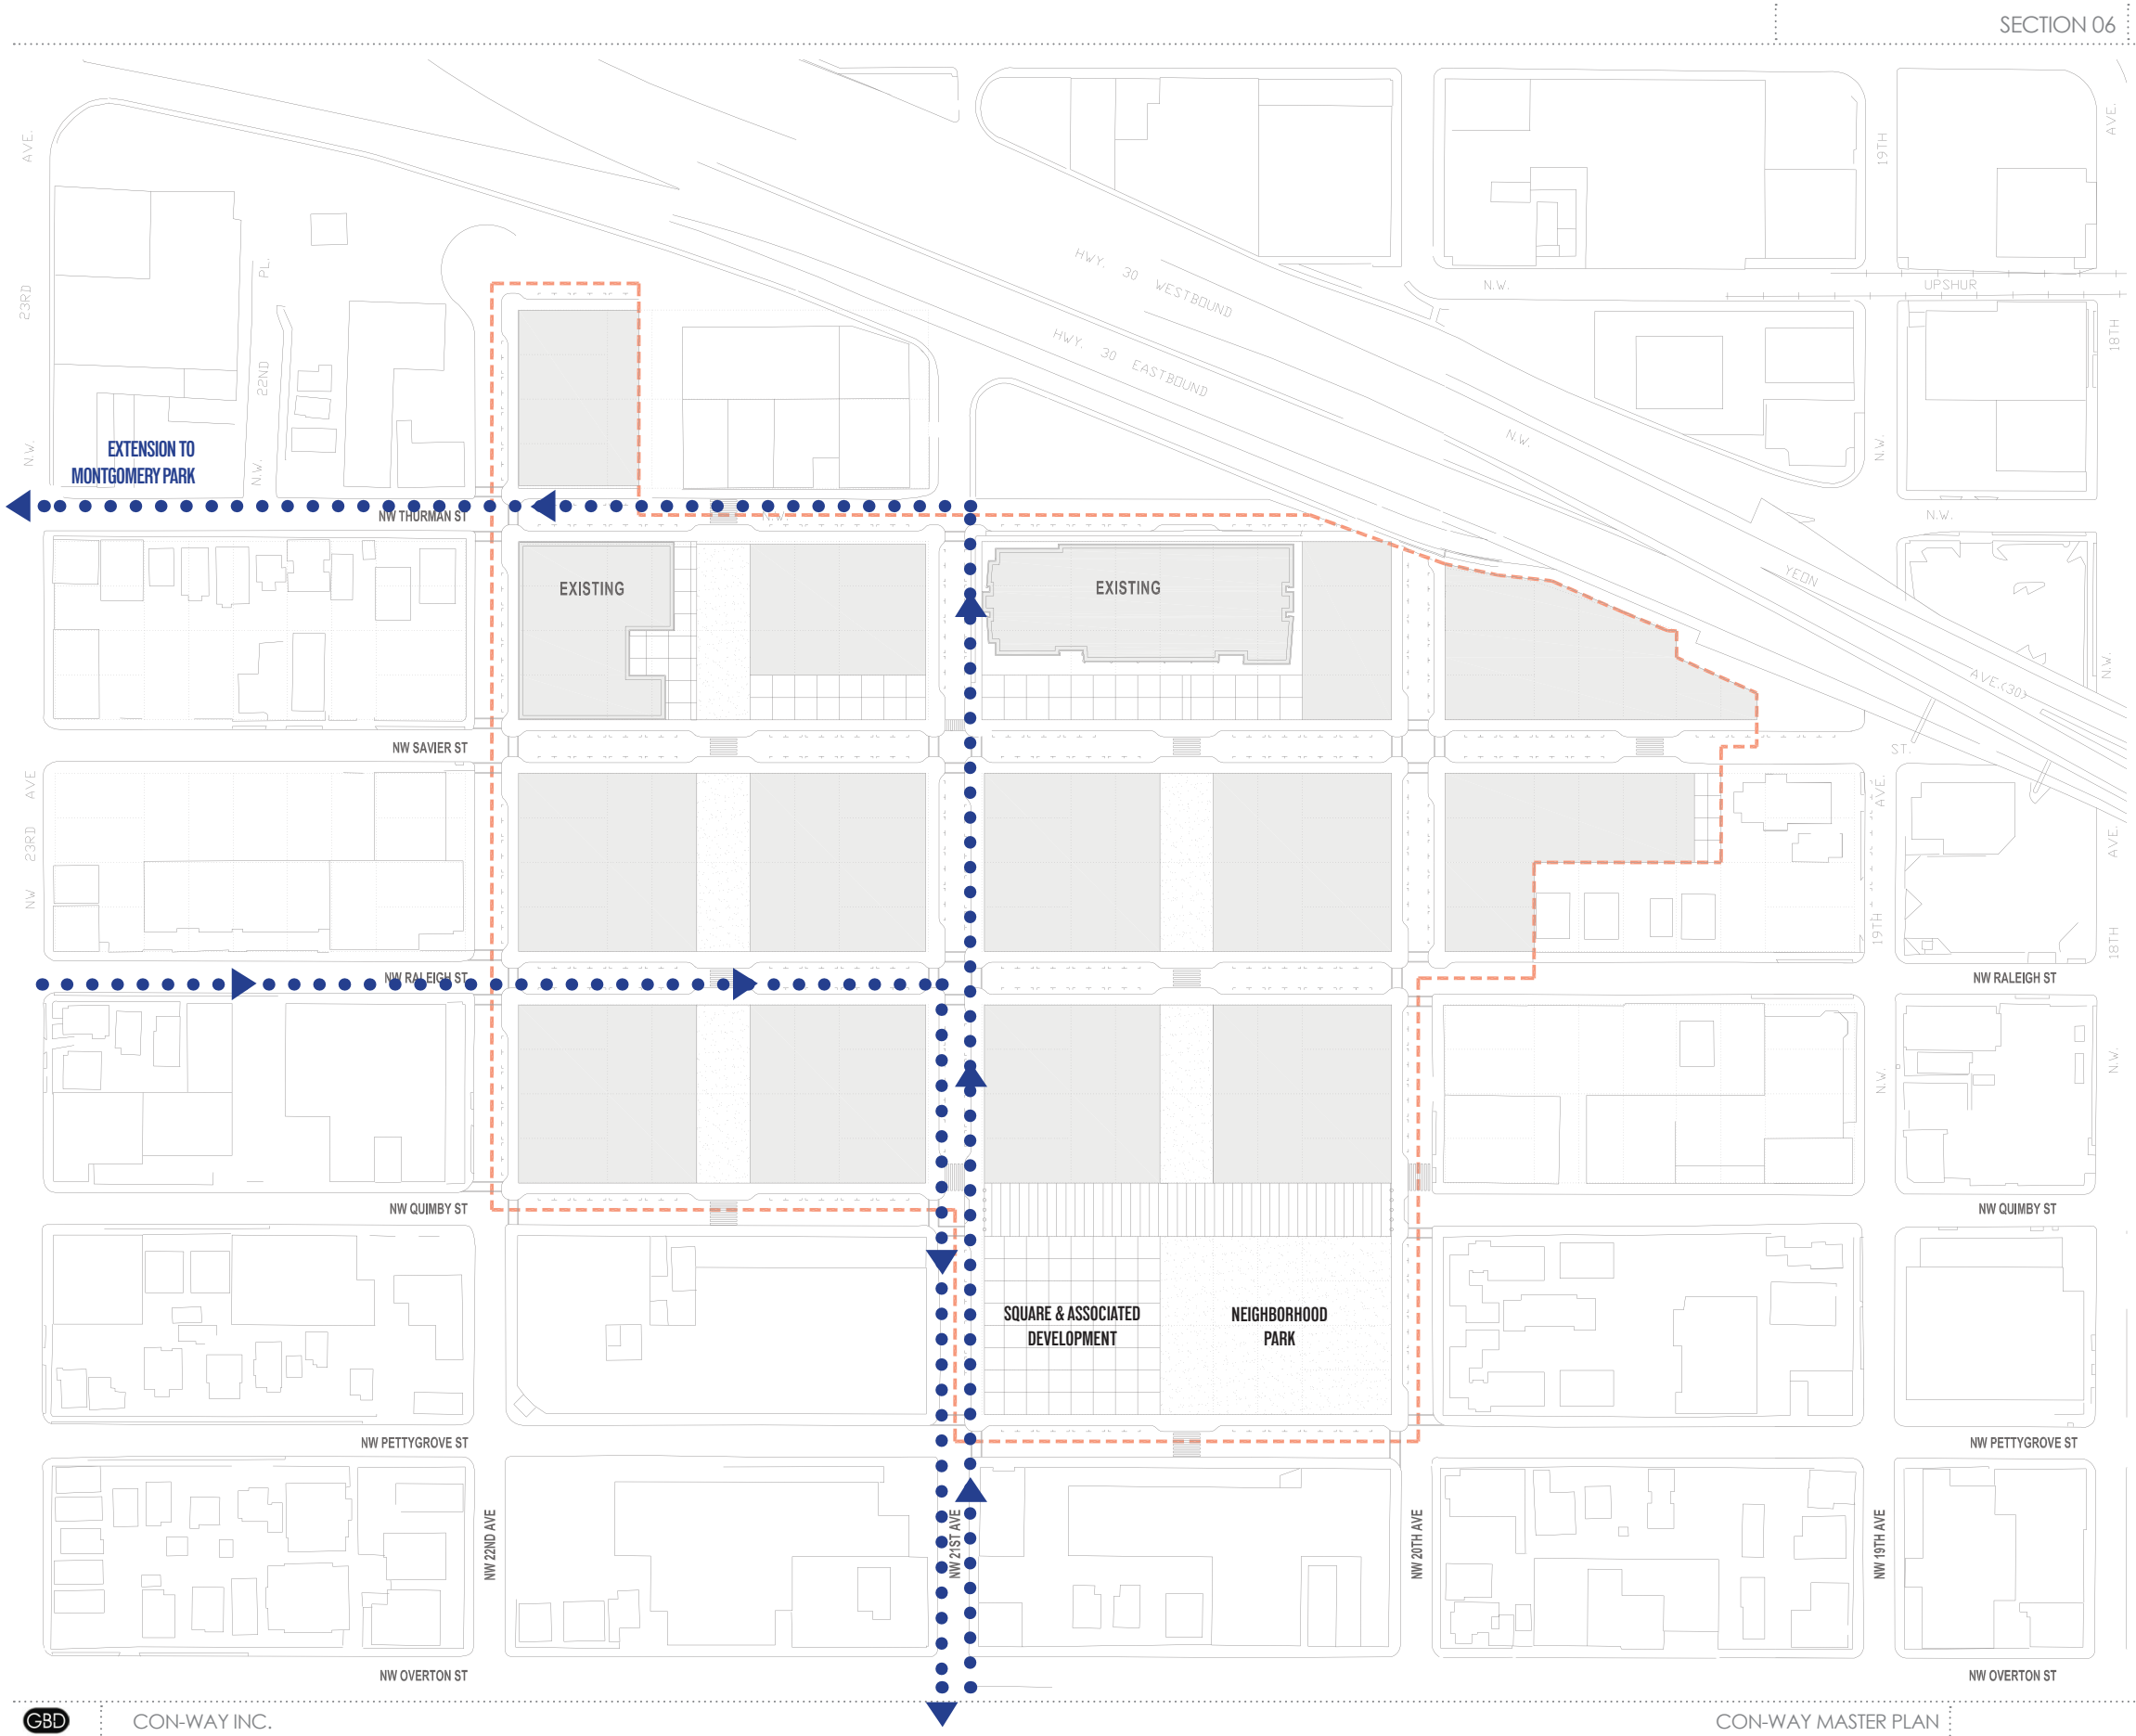 SECTION 06
AVE.
23RD
N.W.
N.W. 22ND PL.
19TH
N.W.
AVE.
18TH
N.W.
HWY. 30 WESTBOUND
HWY. 30 EASTBOUND
N.W.
UPSHUR
N.W.
N.W.
EXTENSION TO
MONTGOMERY PARK
NW THURMAN ST
N.W.
YEON
AVE.(30)
EXISTING
EXISTING
NW SAVIER ST
ST.
NW 23RD AVE
19TH AVE.
AVE.
18TH
N.W.
N.W.
NW RALEIGH ST
NW RALEIGH ST
NW QUIMBY ST
NW QUIMBY ST
SQUARE & ASSOCIATED
DEVELOPMENT
NEIGHBORHOOD
PARK
NW PETTYGROVE ST
NW PETTYGROVE ST
NW 22ND AVE
NW 21ST AVE
NW 20TH AVE
NW 19TH AVE
NW OVERTON ST
NW OVERTON ST
GBD
CON-WAY INC.
CON-WAY MASTER PLAN